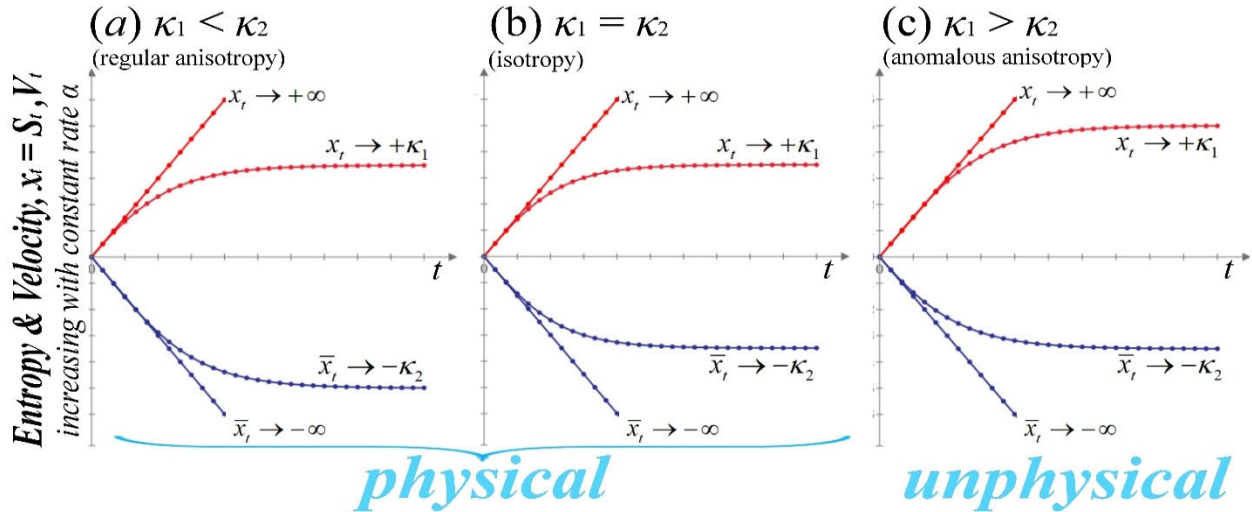 (a) κ₁ < κ₂
(regular anisotropy)
(b) κ₁ = κ₂
(isotropy)
(c) κ₁ > κ₂
(anomalous anisotropy)
Entropy & Velocity, xₜ = Sₜ, Vₜ
increasing with constant rate α
xₜ → +∞
xₜ → +κ₁
0
t
x̄ₜ → −κ₂
x̄ₜ → −∞
xₜ → +∞
xₜ → +κ₁
0
t
x̄ₜ → −κ₂
x̄ₜ → −∞
xₜ → +∞
xₜ → +κ₁
0
t
x̄ₜ → −κ₂
x̄ₜ → −∞
physical
unphysical